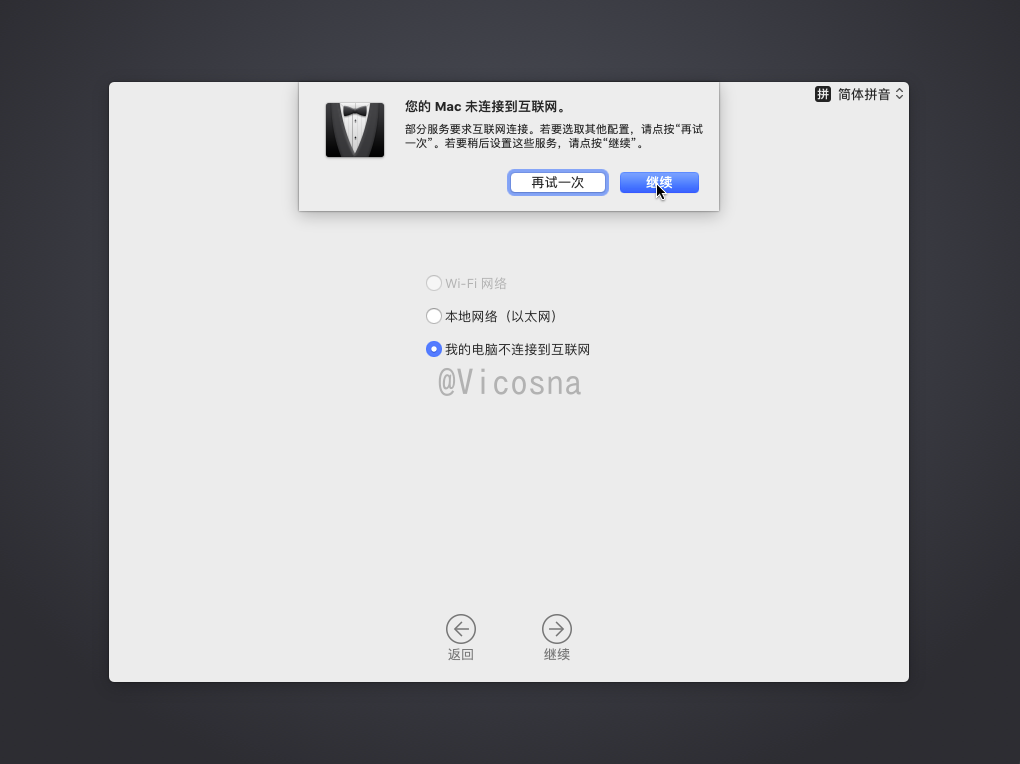 拼 简体拼音
您的 Mac 未连接到互联网。
部分服务要求互联网连接。若要选取其他配置，请点按“再试
一次”。若要稍后设置这些服务，请点按“继续”。
再试一次 继续
Wi-Fi 网络
本地网络（以太网）
我的电脑不连接到互联网
@Vicosna
返回 继续